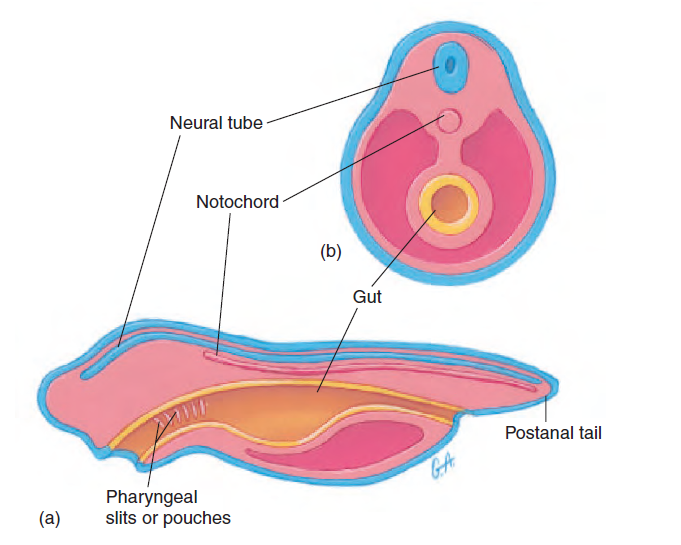 Neural tube
Notochord
(b)
Gut
Postanal tail
G.A.
Pharyngeal
slits or pouches
(a)